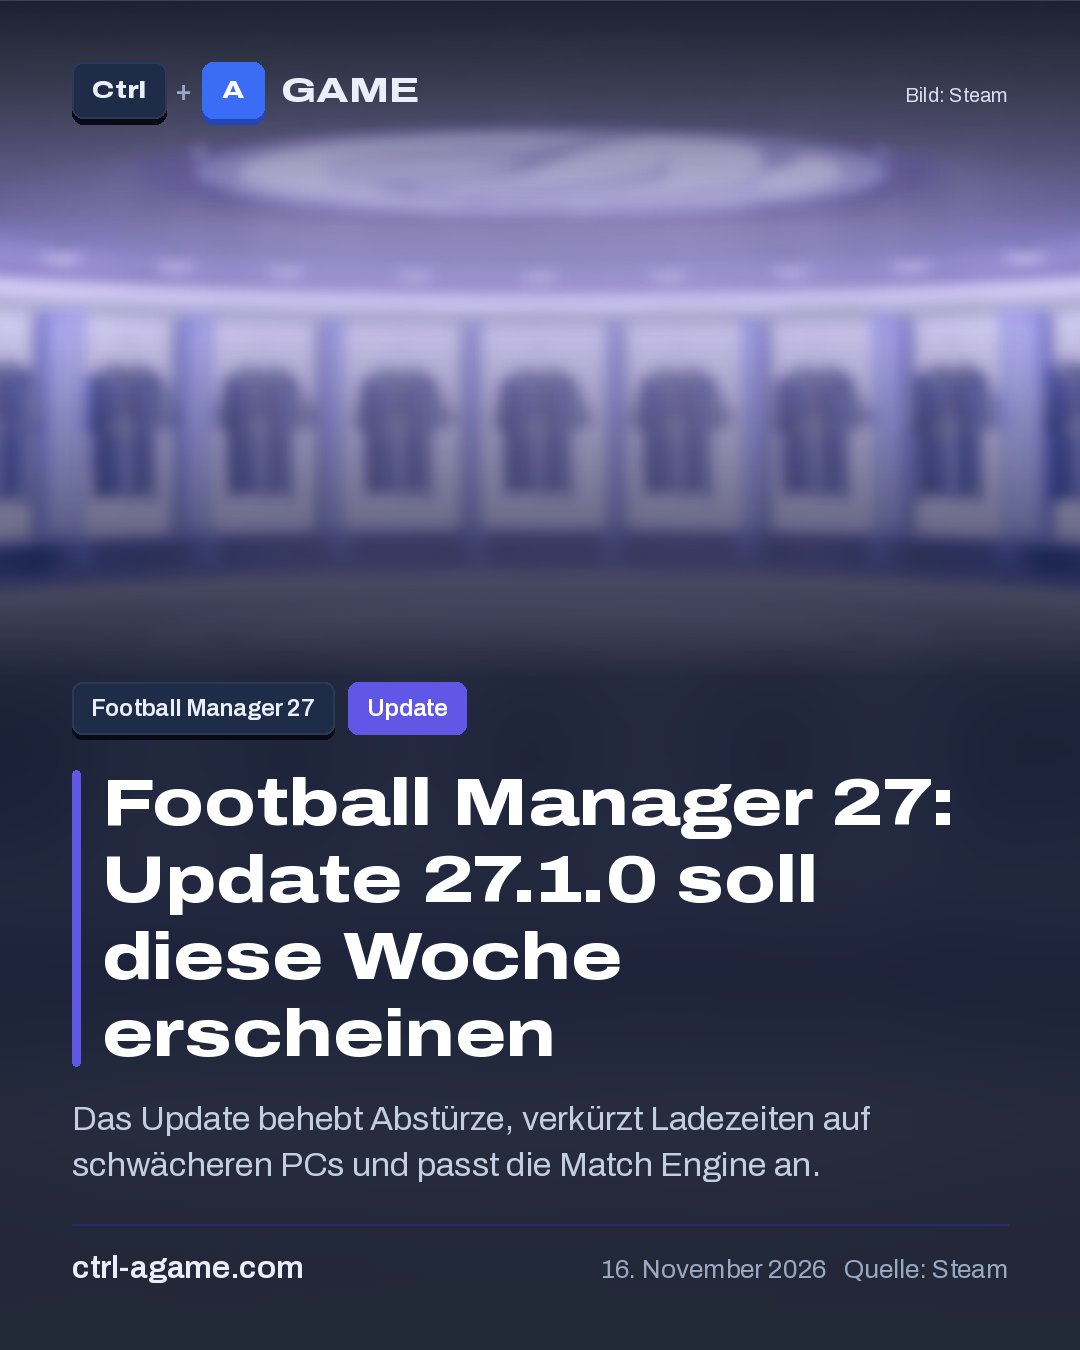 Ctrl + A GAME
Bild: Steam
Football Manager 27
Update
Football Manager 27:
Update 27.1.0 soll
diese Woche
erscheinen
Das Update behebt Abstürze, verkürzt Ladezeiten auf
schwächeren PCs und passt die Match Engine an.
ctrl-agame.com
16. November 2026 Quelle: Steam